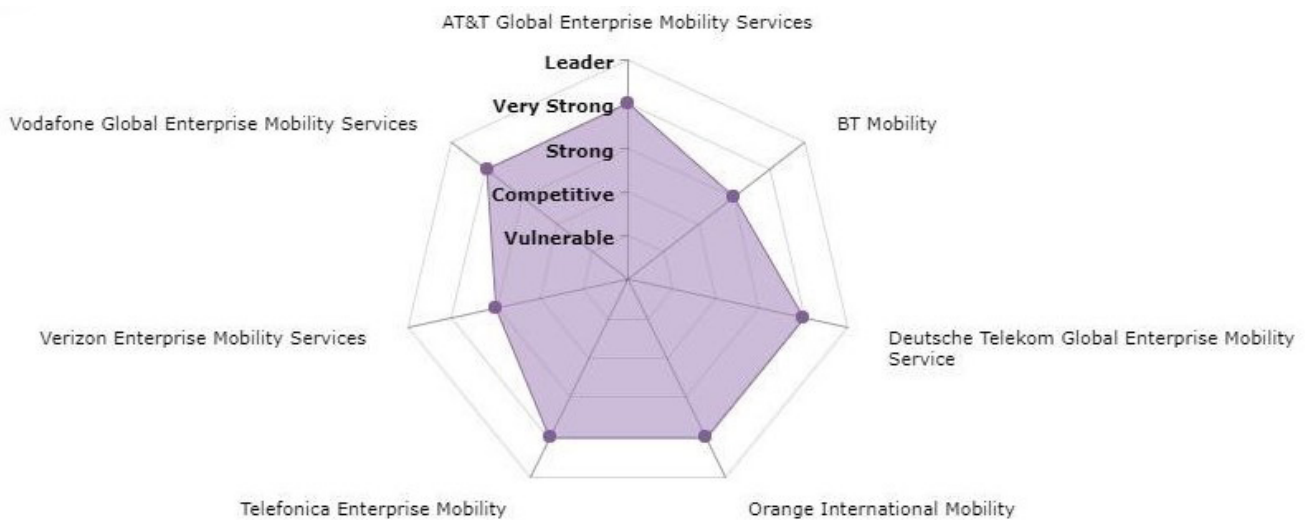 AT&T Global Enterprise Mobility Services
Leader
Very Strong
Vodafone Global Enterprise Mobility Services
BT Mobility
Strong
Competitive
Vulnerable
Verizon Enterprise Mobility Services
Deutsche Telekom Global Enterprise Mobility
Service
Telefonica Enterprise Mobility
Orange International Mobility